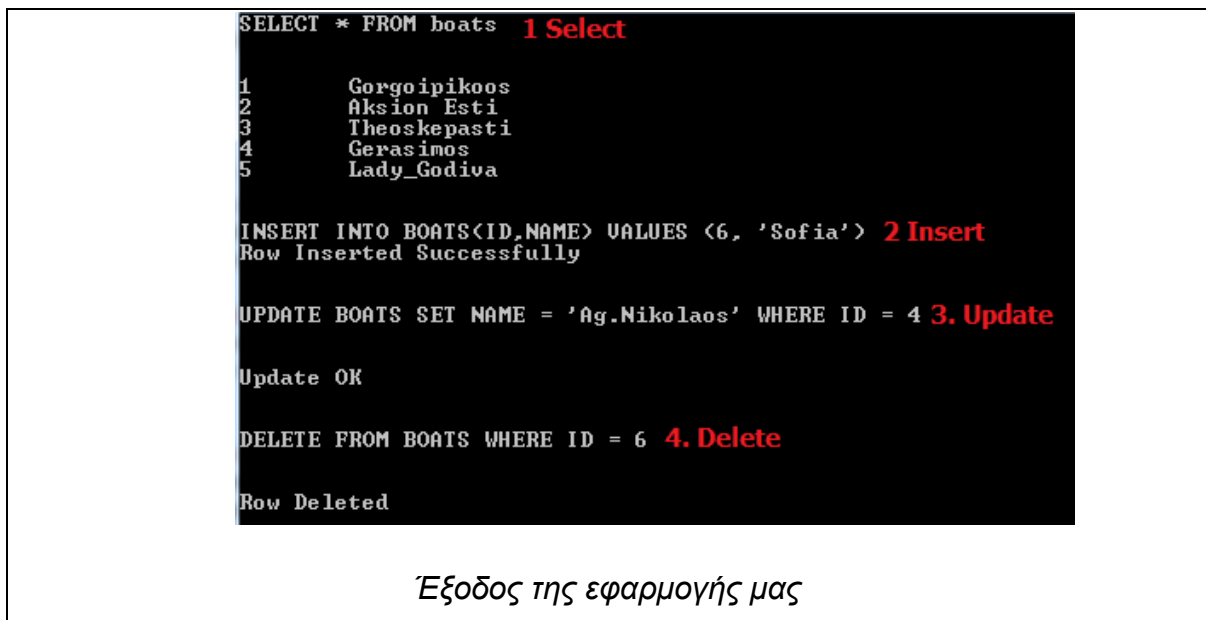 SELECT * FROM boats 1 Select
1 Gorgoipikoos
2 Aksion Esti
3 Theoskepasti
4 Gerasimos
5 Lady_Godiva
INSERT INTO BOATS(ID,NAME) VALUES (6, 'Sofia') 2 Insert
Row Inserted Successfully
UPDATE BOATS SET NAME = 'Ag.Nikolaos' WHERE ID = 4 3. Update
Update OK
DELETE FROM BOATS WHERE ID = 6 4. Delete
Row Deleted
Έξοδος της εφαρμογής μας